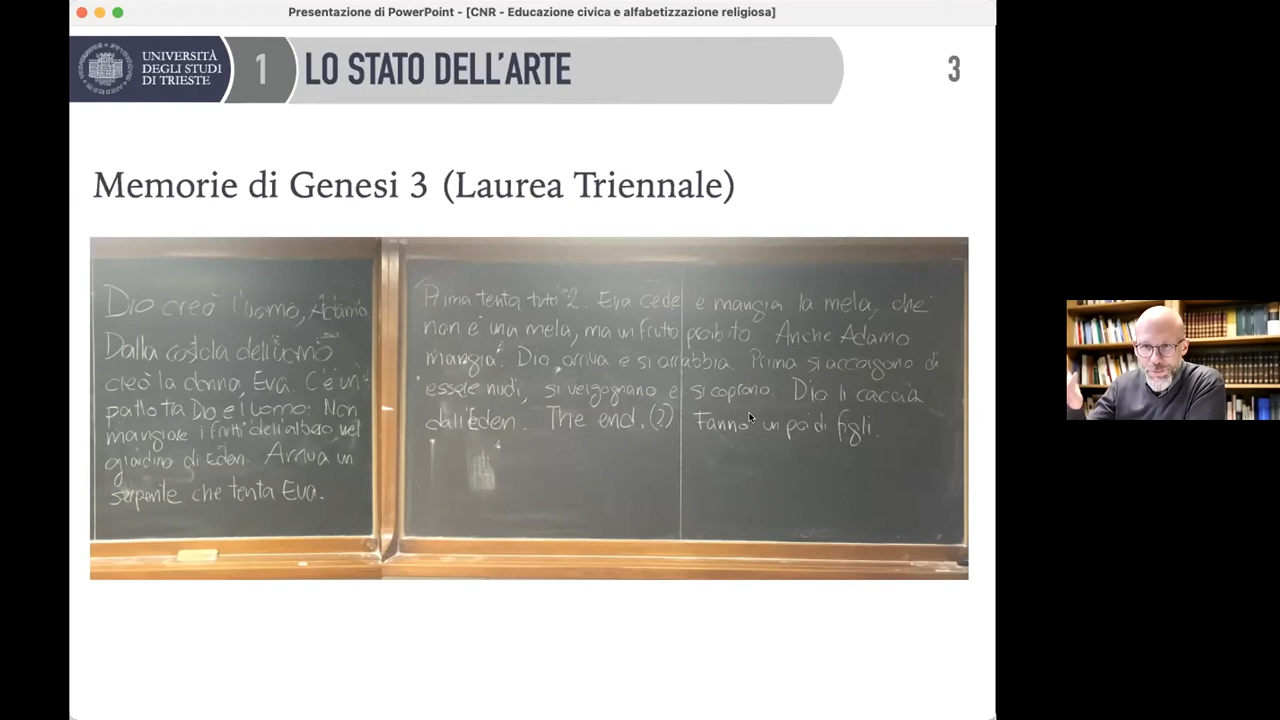 Presentazione di PowerPoint - [CNR - Educazione civica e alfabetizzazione religiosa]
UNIVERSITÀ
DEGLI STUDI
DI TRIESTE
1
LO STATO DELL'ARTE
3
Memorie di Genesi 3 (Laurea Triennale)
Dio creò l'uomo, Adamo.
Dalla costola dell'uomo
creò la donna, Eva. C'è un
patto tra Dio e l'uomo: Non
mangiare i frutti dell'albero nel
giardino di Eden. Arriva un
serpente che tenta Eva.
Prima tenta tutti e 2. Eva cede e mangia la mela, che
non è una mela, ma un frutto proibito. Anche Adamo
mangia. Dio arriva e si arrabbia. Prima si accorgono di
essere nudi, si vergognano e si coprono. Dio li caccia
dall'Eden. The end. (?) Fanno un po' di figli.